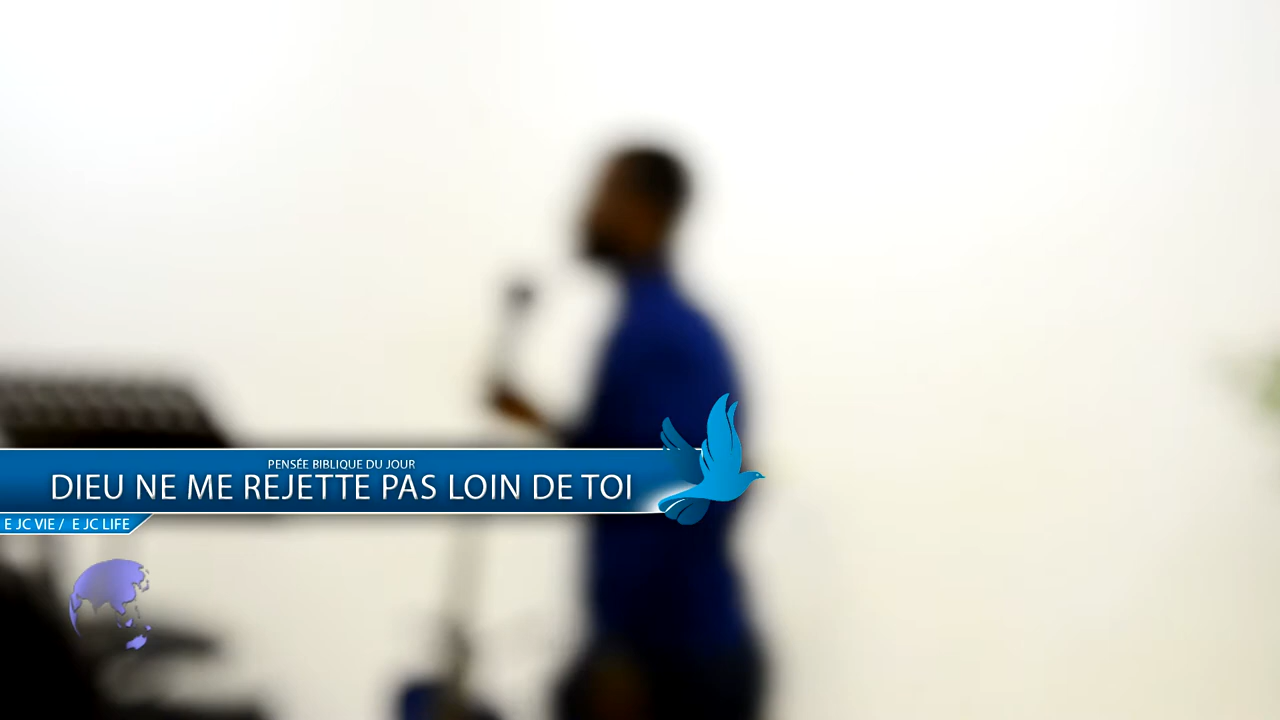 PENSÉE BIBLIQUE DU JOUR
DIEU NE ME REJETTE PAS LOIN DE TOI
E JC VIE / E JC LIFE